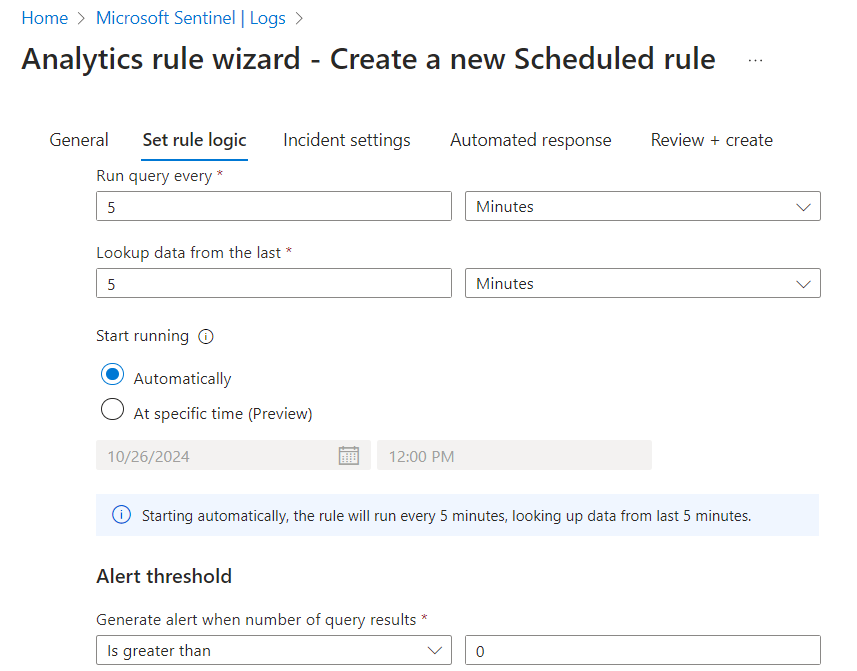 Home > Microsoft Sentinel | Logs >
Analytics rule wizard - Create a new Scheduled rule ...
General Set rule logic Incident settings Automated response Review + create
Run query every *
5 Minutes
Lookup data from the last *
5 Minutes
Start running
Automatically
At specific time (Preview)
10/26/2024 12:00 PM
Starting automatically, the rule will run every 5 minutes, looking up data from last 5 minutes.
Alert threshold
Generate alert when number of query results *
Is greater than 0